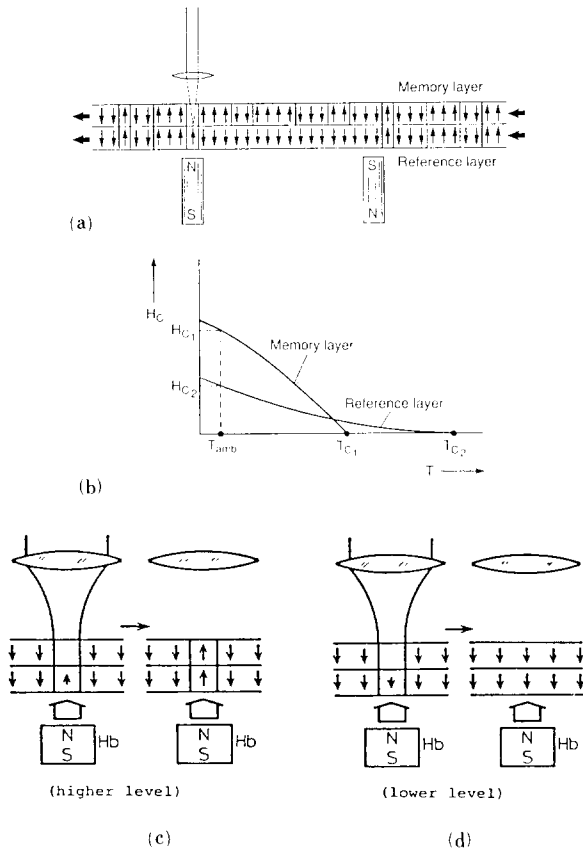 Memory layer
N
S
S
N
Reference layer
(a)
H_C
H_C1
Memory layer
H_C2
Reference layer
T_amb
T_C1
T_C2
T
(b)
N
S
Hb
N
S
Hb
N
S
Hb
N
S
Hb
(higher level)
(lower level)
(c)
(d)